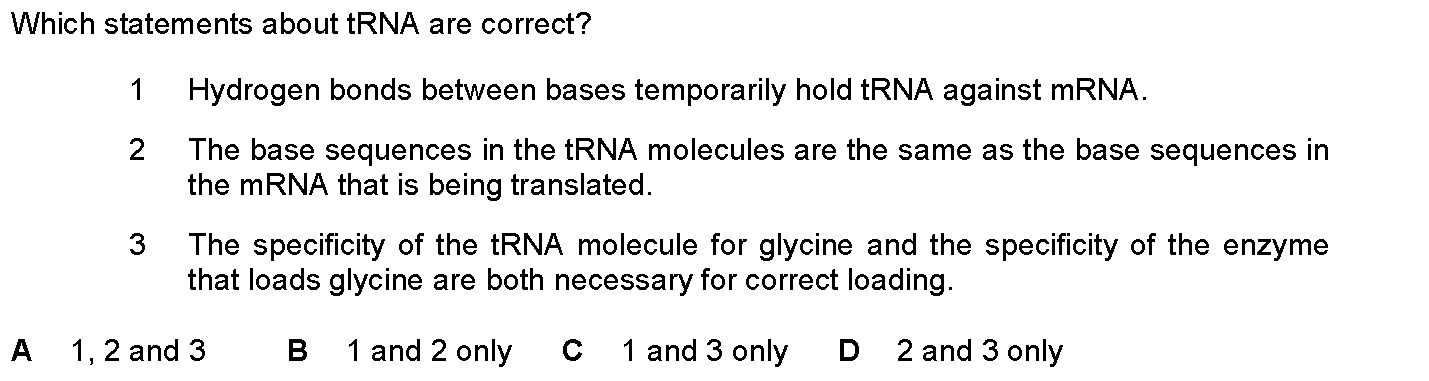 Which statements about tRNA are correct?
1 Hydrogen bonds between bases temporarily hold tRNA against mRNA.
2 The base sequences in the tRNA molecules are the same as the base sequences in
the mRNA that is being translated.
3 The specificity of the tRNA molecule for glycine and the specificity of the enzyme
that loads glycine are both necessary for correct loading.
A 1, 2 and 3 B 1 and 2 only C 1 and 3 only D 2 and 3 only